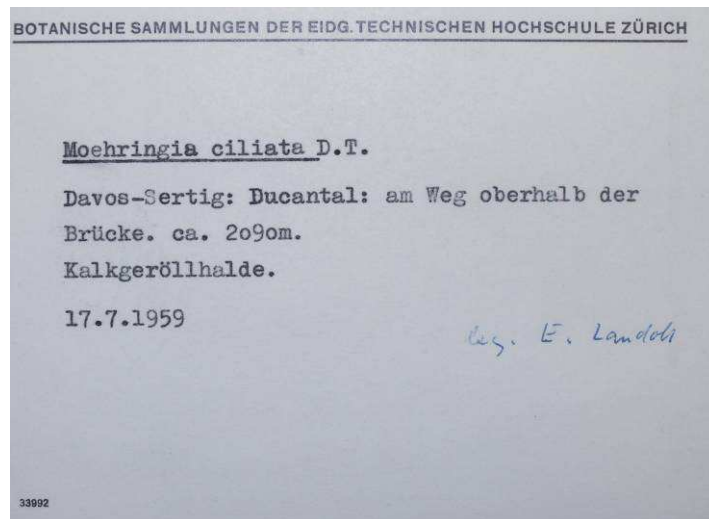 BOTANISCHE SAMMLUNGEN DER EIDG. TECHNISCHEN HOCHSCHULE ZÜRICH
Moehringia ciliata D.T.
Davos-Sertig: Ducantal: am Weg oberhalb der
Brücke. ca. 2o9om.
Kalkgeröllhalde.
17.7.1959
leg. E. Landolt
33992